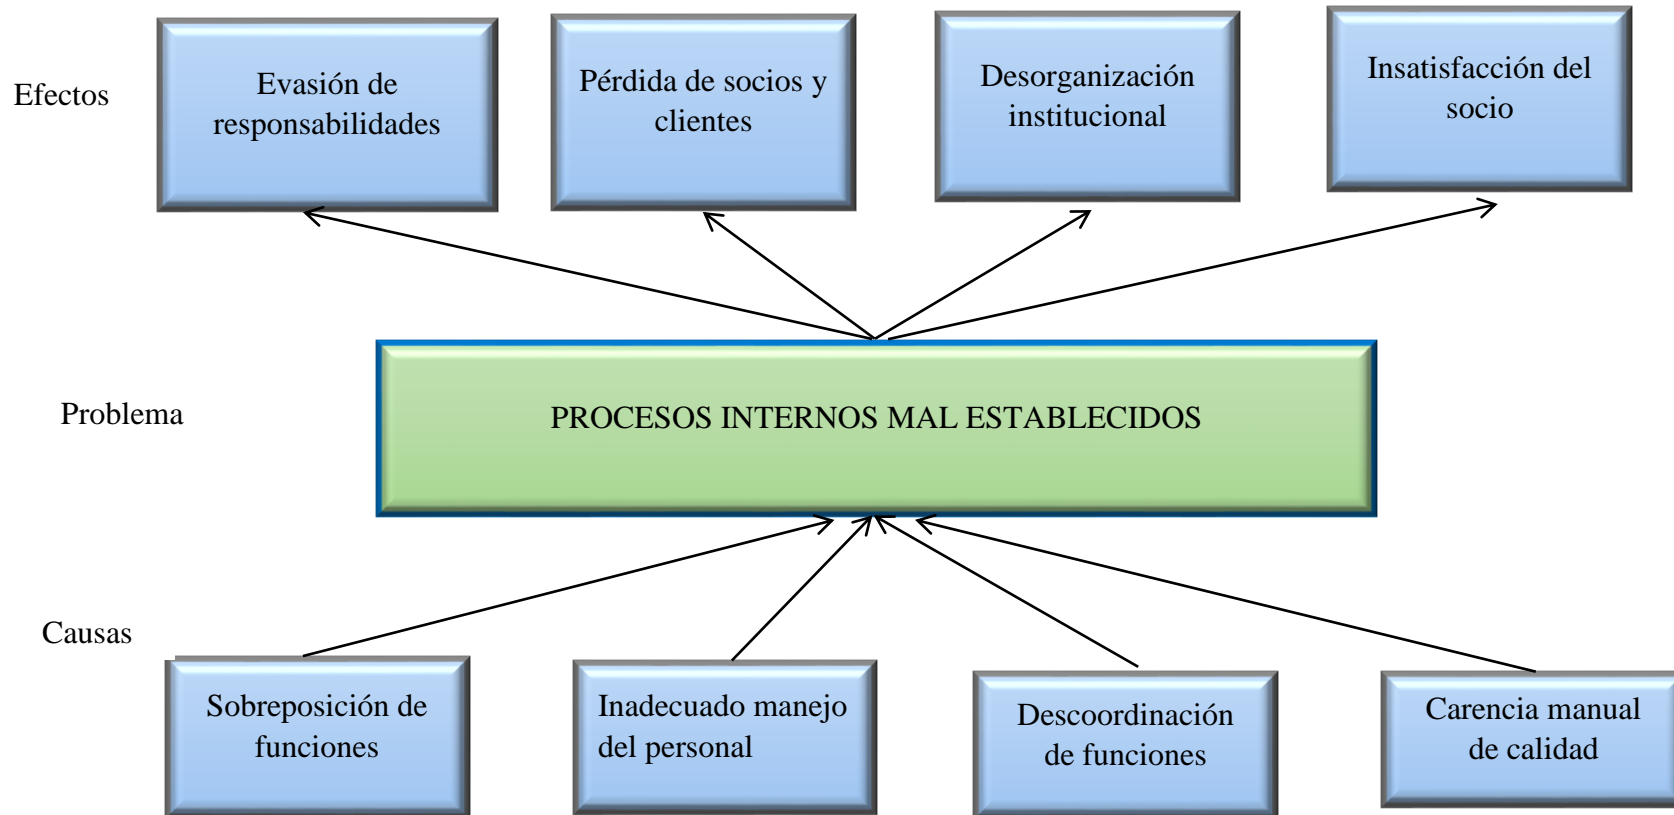 Efectos
Evasión de
responsabilidades
Pérdida de socios y
clientes
Desorganización
institucional
Insatisfacción del
socio
Problema
PROCESOS INTERNOS MAL ESTABLECIDOS
Causas
Sobreposición de
funciones
Inadecuado manejo
del personal
Descoordinación
de funciones
Carencia manual
de calidad